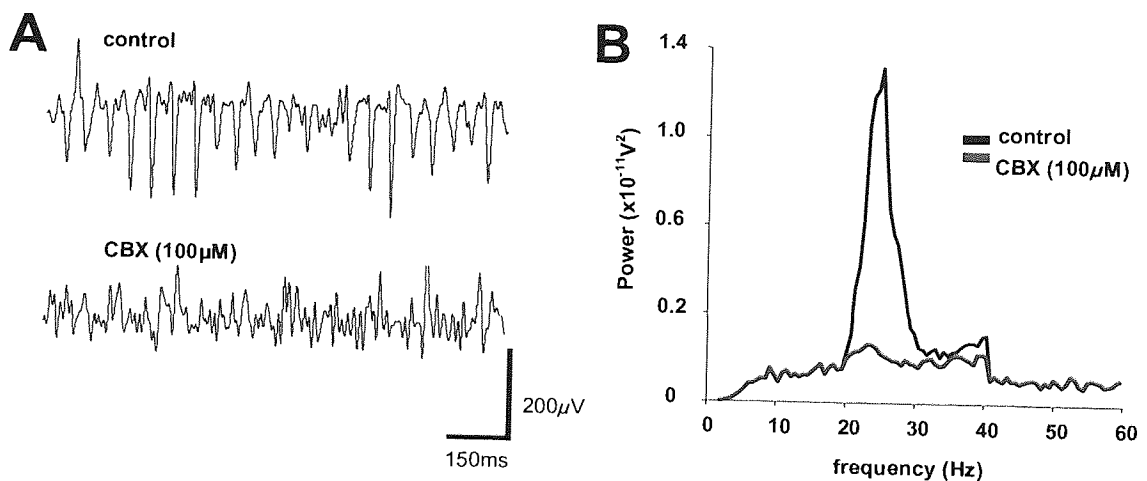 A
control
CBX (100µM)
200µV
150ms
B
1.4
1.0
0.6
0.2
0
Power (x10⁻¹¹V²)
control
CBX (100µM)
0 10 20 30 40 50 60
frequency (Hz)